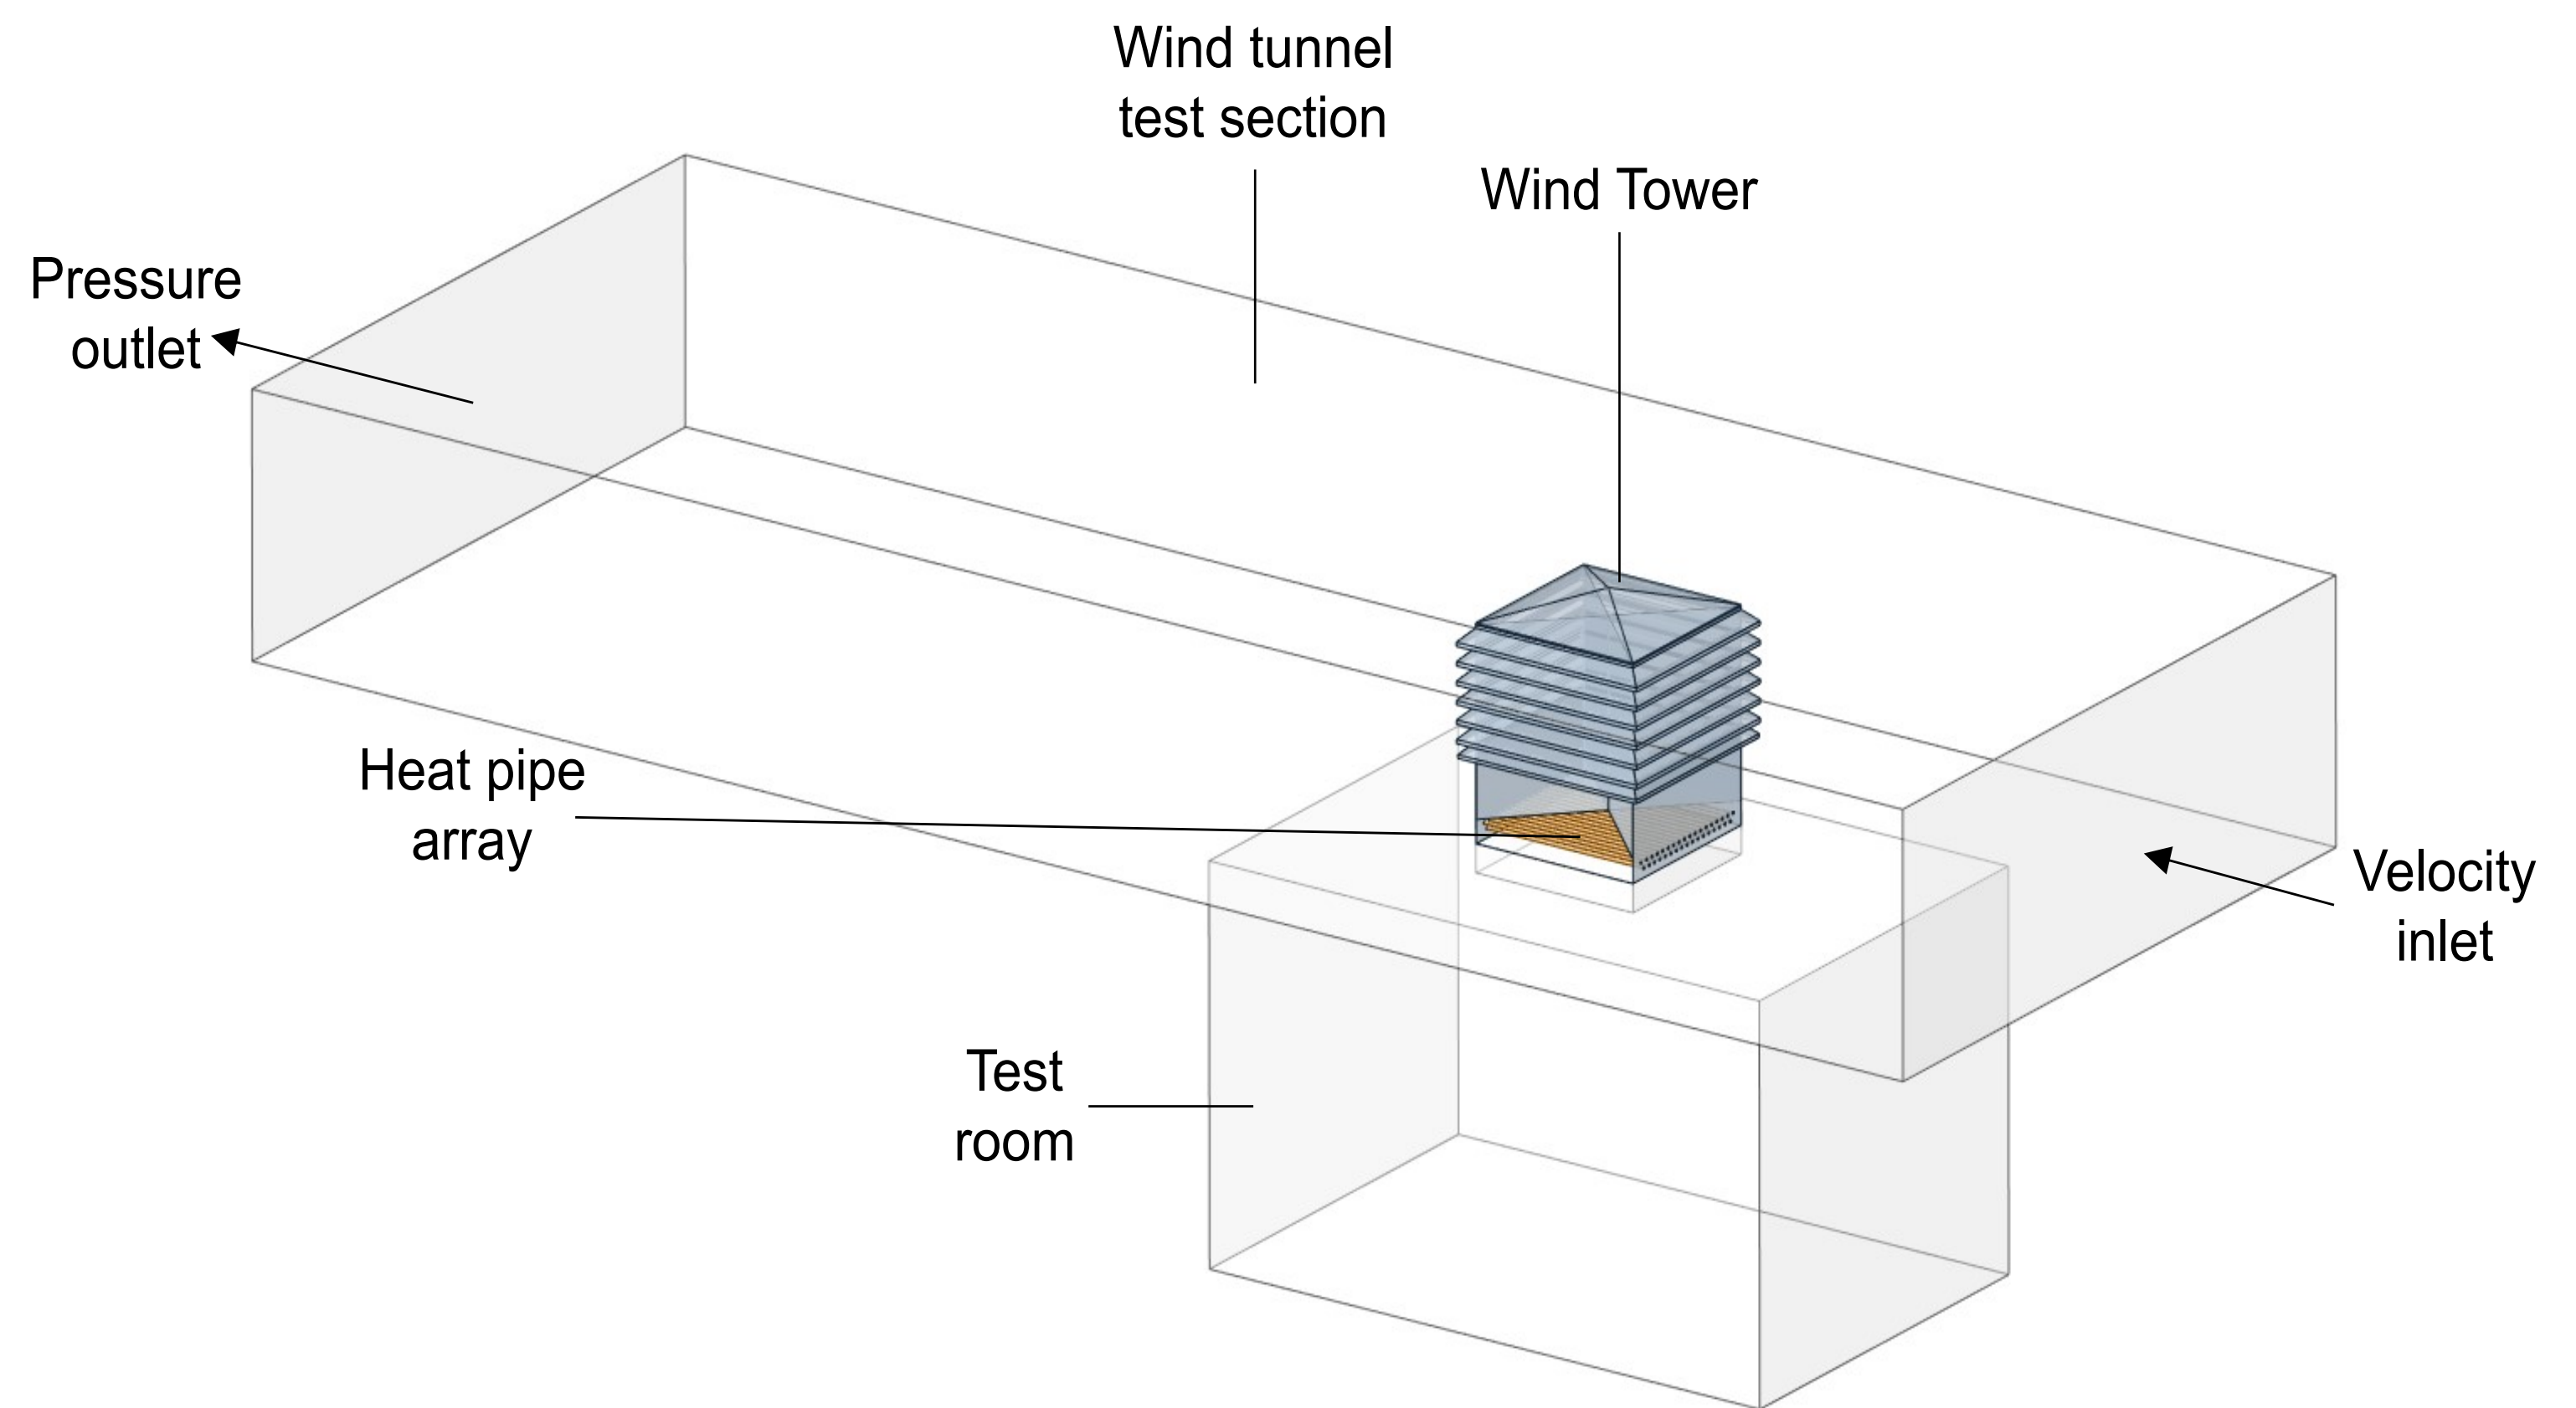 Wind tunnel
test section
Wind Tower
Pressure
outlet
Heat pipe
array
Velocity
inlet
Test
room